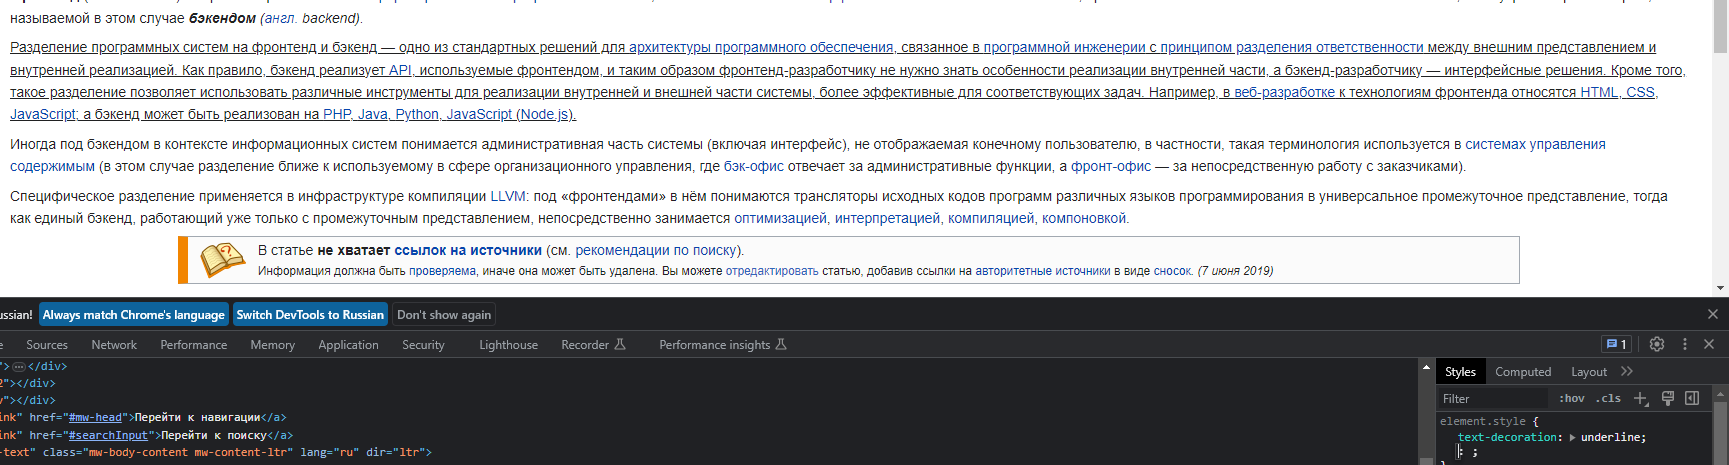 называемой в этом случае бэкендом (англ. backend).
Разделение программных систем на фронтенд и бэкенд — одно из стандартных решений для архитектуры программного обеспечения, связанное в программной инженерии с принципом разделения ответственности между внешним представлением и
внутренней реализацией. Как правило, бэкенд реализует API, используемые фронтендом, и таким образом фронтенд-разработчику не нужно знать особенности реализации внутренней части, а бэкенд-разработчику — интерфейсные решения. Кроме того,
такое разделение позволяет использовать различные инструменты для реализации внутренней и внешней части системы, более эффективные для соответствующих задач. Например, в веб-разработке к технологиям фронтенда относятся HTML, CSS,
JavaScript; а бэкенд может быть реализован на PHP, Java, Python, JavaScript (Node.js).
Иногда под бэкендом в контексте информационных систем понимается административная часть системы (включая интерфейс), не отображаемая конечному пользователю, в частности, такая терминология используется в системах управления
содержимым (в этом случае разделение ближе к используемому в сфере организационного управления, где бэк-офис отвечает за административные функции, а фронт-офис — за непосредственную работу с заказчиками).
Специфическое разделение применяется в инфраструктуре компиляции LLVM: под «фронтендами» в нём понимаются трансляторы исходных кодов программ различных языков программирования в универсальное промежуточное представление, тогда
как единый бэкенд, работающий уже только с промежуточным представлением, непосредственно занимается оптимизацией, интерпретацией, компиляцией, компоновкой.
В статье не хватает ссылок на источники (см. рекомендации по поиску).
Информация должна быть проверяема, иначе она может быть удалена. Вы можете отредактировать статью, добавив ссылки на авторитетные источники в виде сносок. (7 июня 2019)
ussian! Always match Chrome's language Switch DevTools to Russian Don't show again
e Sources Network Performance Memory Application Security Lighthouse Recorder Performance insights 1
"> ⋯ </div>
2"></div>
y"></div>
ink" href="#mw-head">Перейти к навигации</a>
ink" href="#searchInput">Перейти к поиску</a>
-text" class="mw-body-content mw-content-ltr" lang="ru" dir="ltr">
Styles Computed Layout
Filter :hov .cls
element.style {
text-decoration: underline;
: ;
}